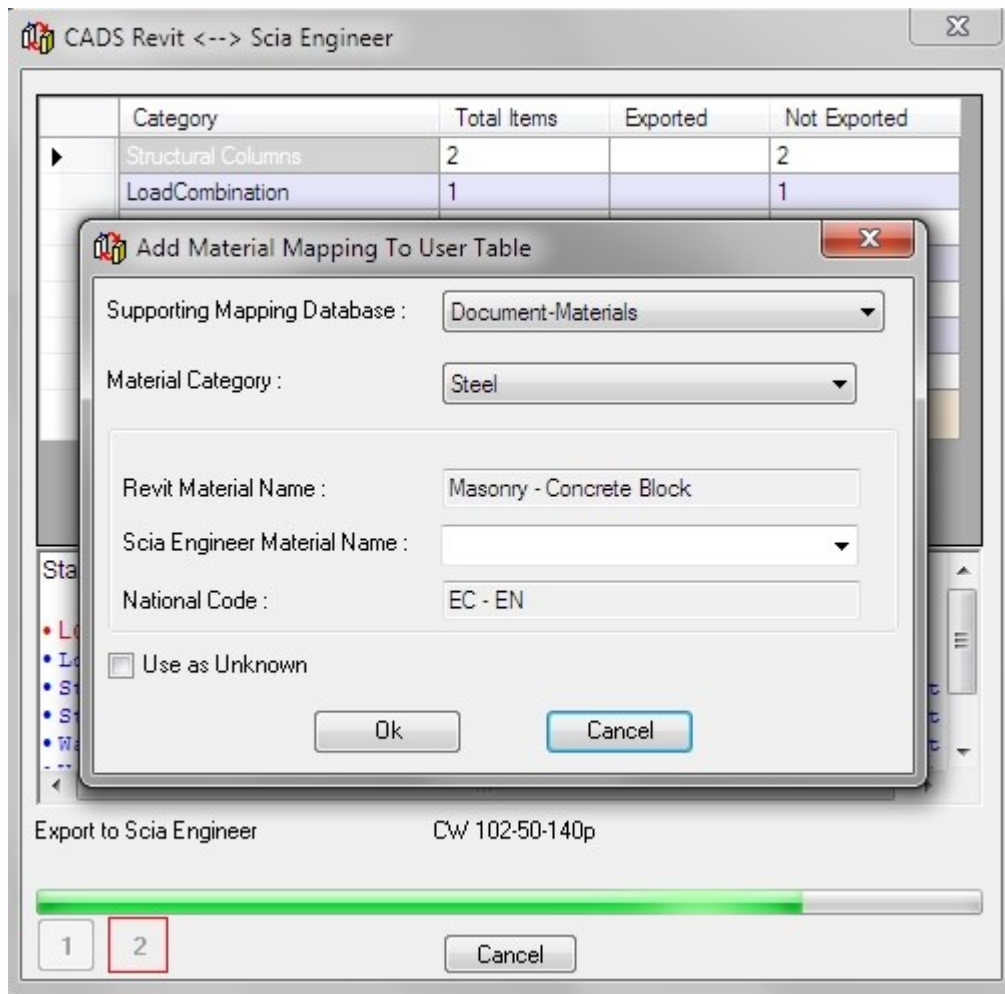 CADS Revit <--> Scia Engineer
Category Total Items Exported Not Exported
Structural Columns 2 2
LoadCombination 1 1
Add Material Mapping To User Table
Supporting Mapping Database : Document-Materials
Material Category : Steel
Revit Material Name : Masonry - Concrete Block
Scia Engineer Material Name :
National Code : EC - EN
Use as Unknown
Ok Cancel
Export to Scia Engineer CW 102-50-140p
1 2 Cancel